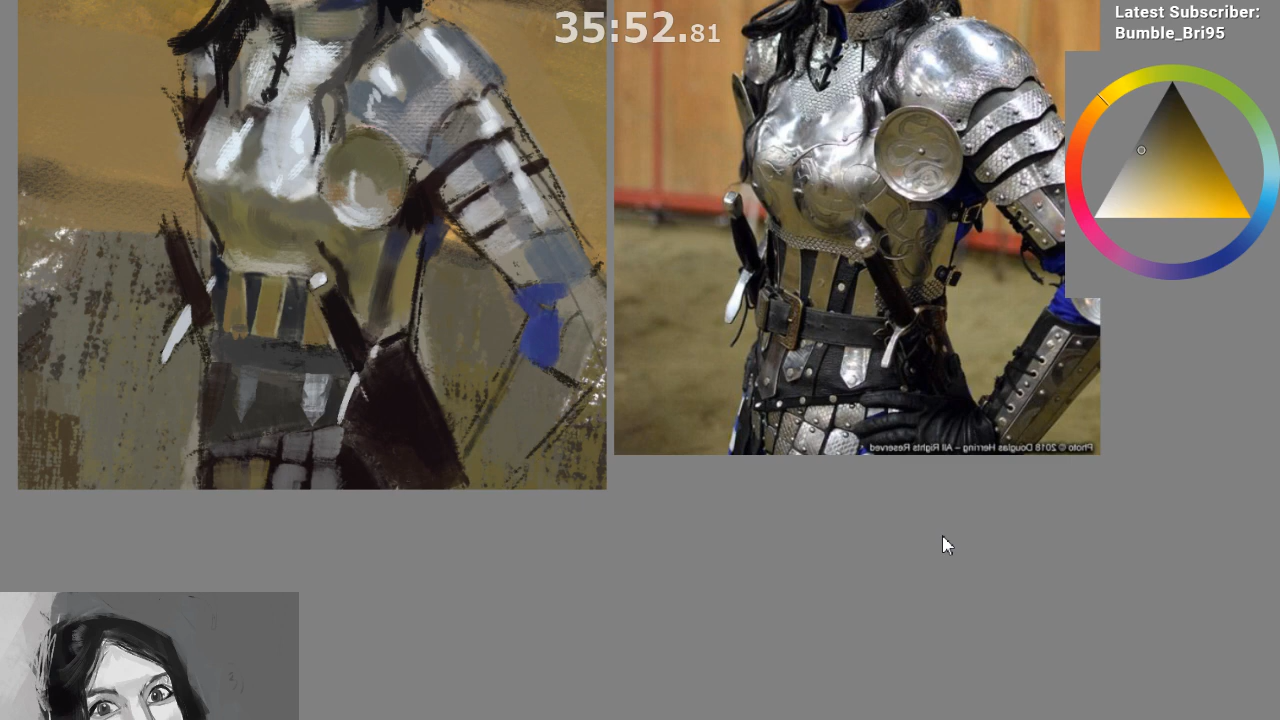 35:52.81
Latest Subscriber:
Bumble_Bri95
Photo © 2018 Douglas Herring – All Rights Reserved